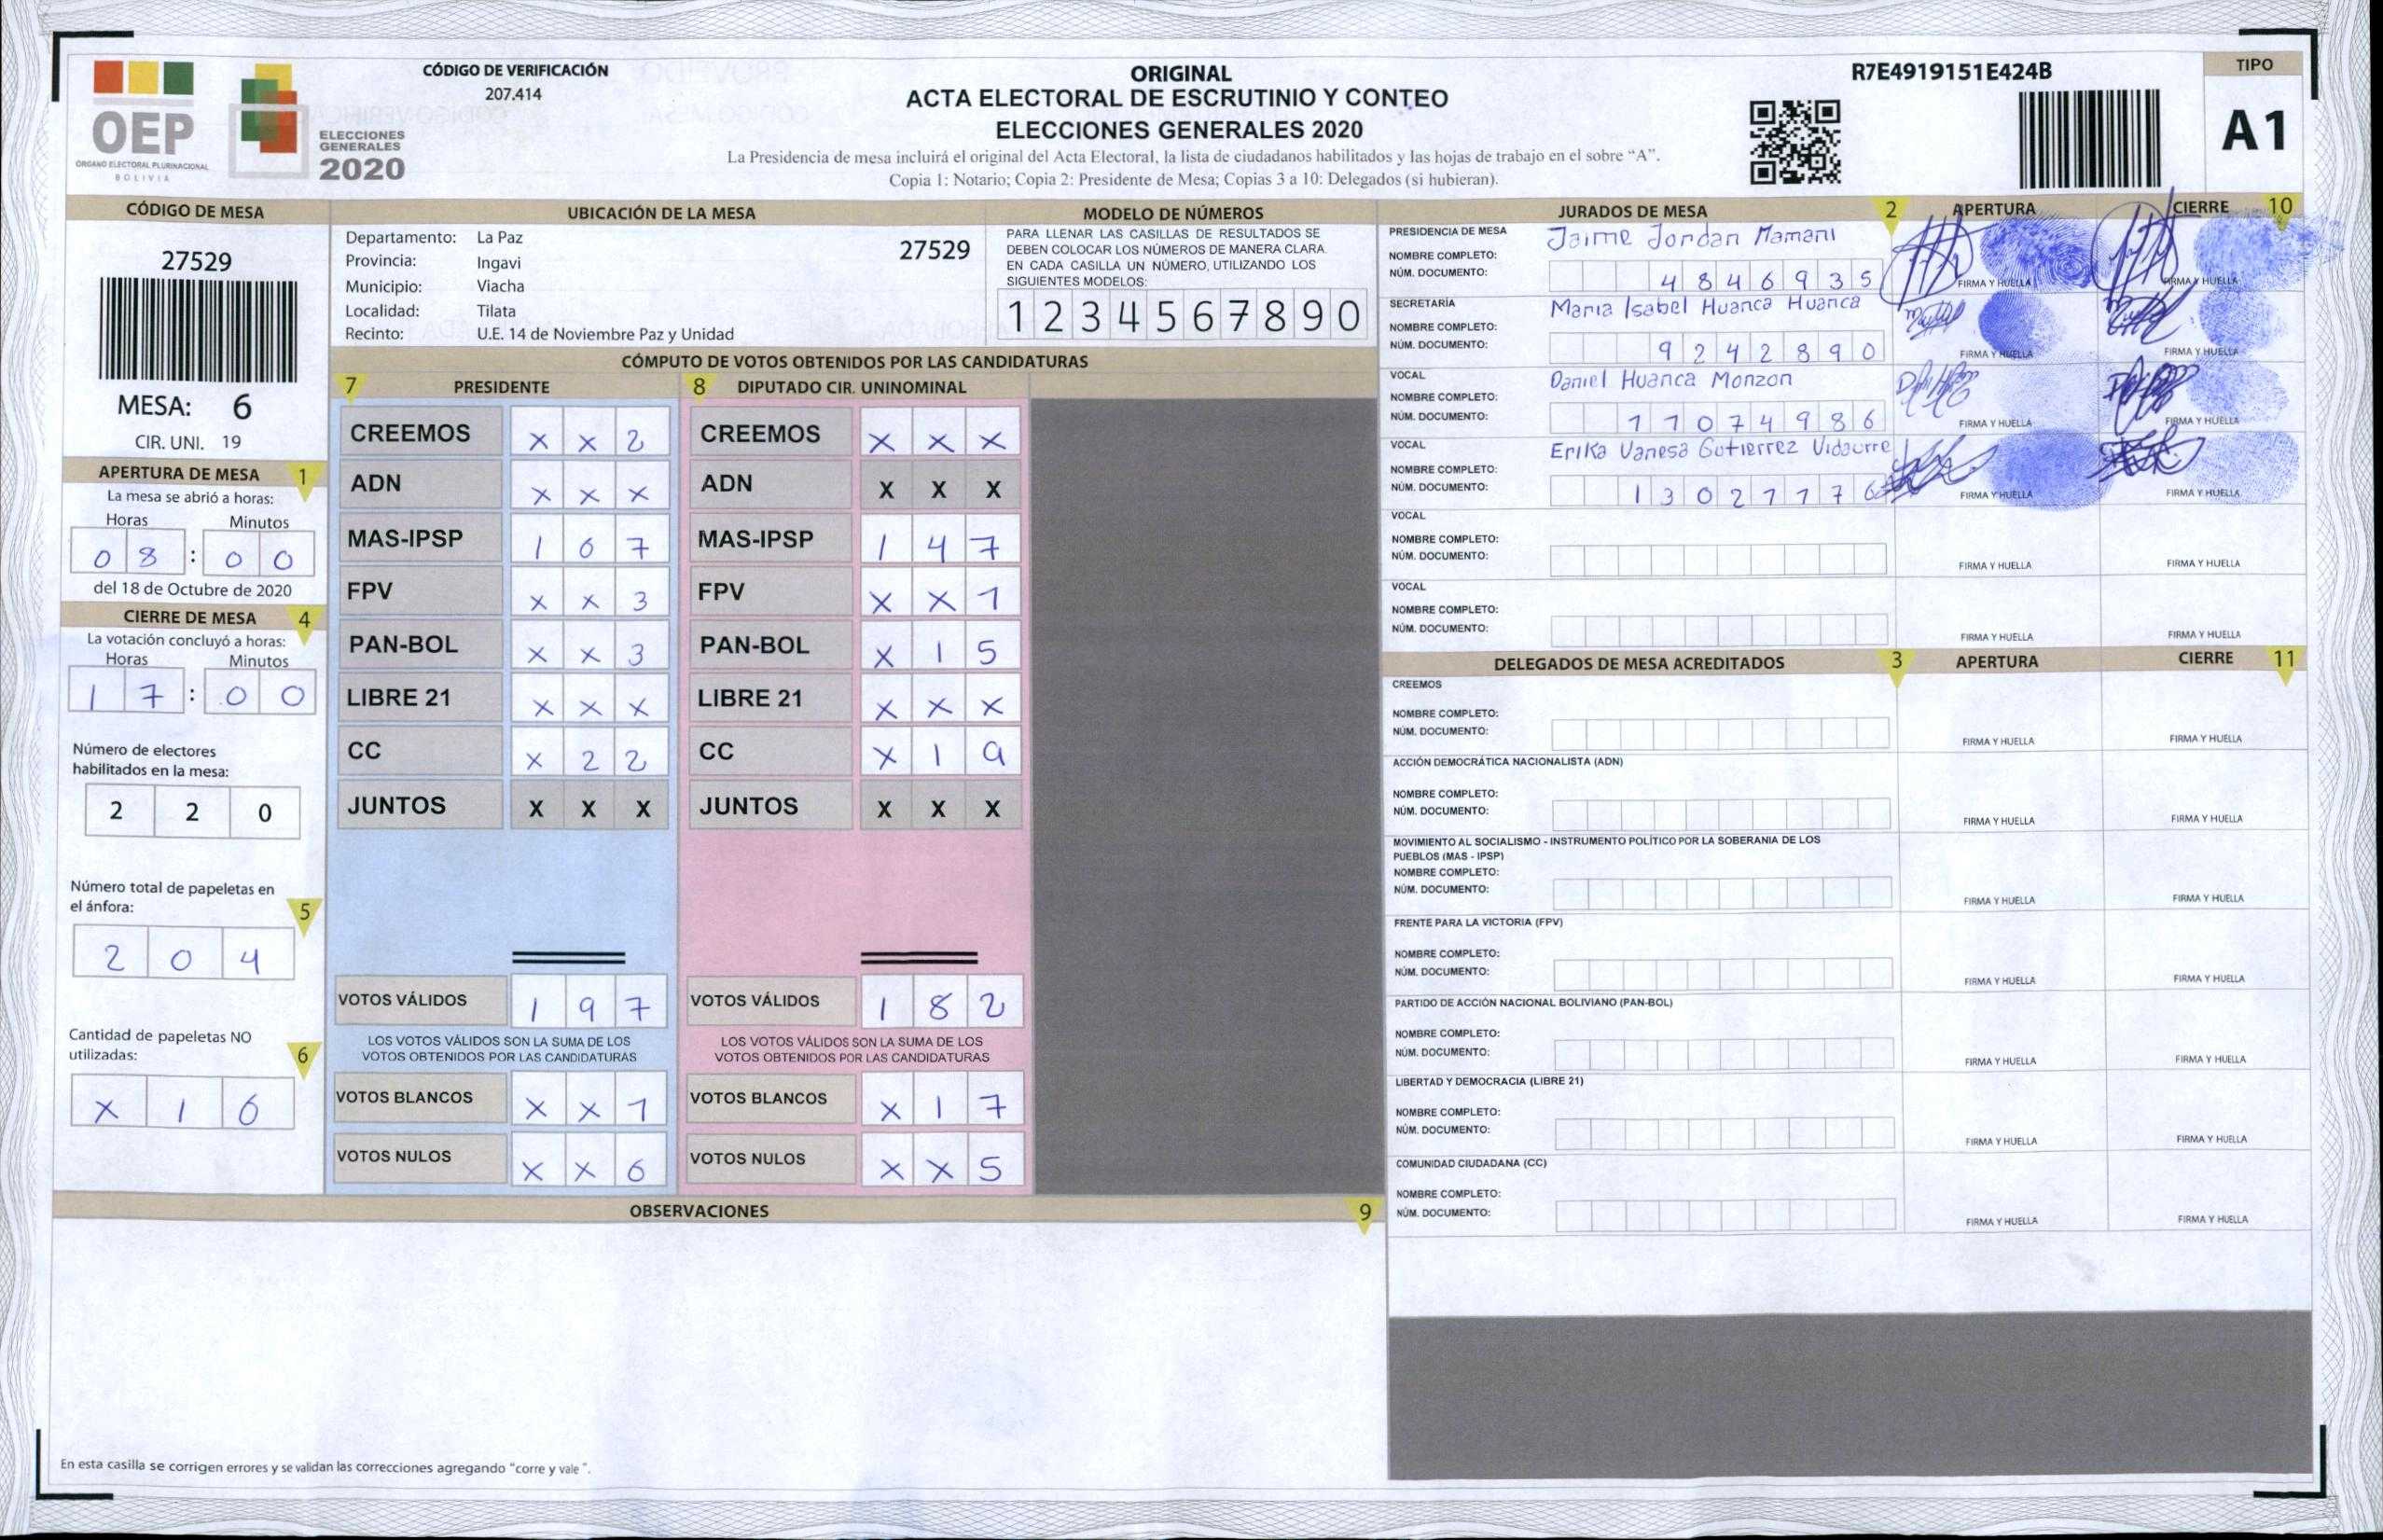 OEP
ÓRGANO ELECTORAL PLURINACIONAL
BOLIVIA
ELECCIONES
GENERALES
2020
CÓDIGO DE VERIFICACIÓN
207.414
ORIGINAL
ACTA ELECTORAL DE ESCRUTINIO Y CONTEO
ELECCIONES GENERALES 2020
La Presidencia de mesa incluirá el original del Acta Electoral, la lista de ciudadanos habilitados y las hojas de trabajo en el sobre “A”.
Copia 1: Notario; Copia 2: Presidente de Mesa; Copias 3 a 10: Delegados (si hubieran).
R7E4919151E424B
TIPO
A1
CÓDIGO DE MESA
27529
MESA: 6
CIR. UNI. 19
APERTURA DE MESA 1
La mesa se abrió a horas:
Horas Minutos
0 8 : 0 0
del 18 de Octubre de 2020
CIERRE DE MESA 4
La votación concluyó a horas:
Horas Minutos
1 7 : 0 0
Número de electores
habilitados en la mesa:
2 2 0
Número total de papeletas en
el ánfora: 5
2 0 4
Cantidad de papeletas NO
utilizadas: 6
X 1 6
UBICACIÓN DE LA MESA
Departamento: La Paz
27529
Provincia: Ingavi
Municipio: Viacha
Localidad: Tilata
Recinto: U.E. 14 de Noviembre Paz y Unidad
MODELO DE NÚMEROS
PARA LLENAR LAS CASILLAS DE RESULTADOS SE
DEBEN COLOCAR LOS NÚMEROS DE MANERA CLARA.
EN CADA CASILLA UN NÚMERO, UTILIZANDO LOS
SIGUIENTES MODELOS:
1 2 3 4 5 6 7 8 9 0
CÓMPUTO DE VOTOS OBTENIDOS POR LAS CANDIDATURAS
7 PRESIDENTE
CREEMOS X X 2
ADN X X X
MAS-IPSP 1 6 7
FPV X X 3
PAN-BOL X X 3
LIBRE 21 X X X
CC X 2 2
JUNTOS X X X
VOTOS VÁLIDOS 1 9 7
LOS VOTOS VÁLIDOS SON LA SUMA DE LOS
VOTOS OBTENIDOS POR LAS CANDIDATURAS
VOTOS BLANCOS X X 1
VOTOS NULOS X X 6
8 DIPUTADO CIR. UNINOMINAL
CREEMOS X X X
ADN X X X
MAS-IPSP 1 4 7
FPV X X 1
PAN-BOL X 1 5
LIBRE 21 X X X
CC X 1 9
JUNTOS X X X
VOTOS VÁLIDOS 1 8 2
LOS VOTOS VÁLIDOS SON LA SUMA DE LOS
VOTOS OBTENIDOS POR LAS CANDIDATURAS
VOTOS BLANCOS X 1 7
VOTOS NULOS X X 5
OBSERVACIONES 9
En esta casilla se corrigen errores y se validan las correcciones agregando "corre y vale ".
JURADOS DE MESA 2 APERTURA CIERRE 10
PRESIDENCIA DE MESA
NOMBRE COMPLETO: Jaime Jordan Mamani
NÚM. DOCUMENTO: 4 8 4 6 9 3 5
FIRMA Y HUELLA FIRMA Y HUELLA
SECRETARÍA
NOMBRE COMPLETO: Maria Isabel Huanca Huanca
NÚM. DOCUMENTO: 9 2 4 2 8 9 0
FIRMA Y HUELLA FIRMA Y HUELLA
VOCAL
NOMBRE COMPLETO: Daniel Huanca Monzon
NÚM. DOCUMENTO: 1 1 0 7 4 9 8 6
FIRMA Y HUELLA FIRMA Y HUELLA
VOCAL
NOMBRE COMPLETO: Erika Vanesa Gutierrez Vidaurre
NÚM. DOCUMENTO: 1 3 0 2 7 7 7 6
FIRMA Y HUELLA FIRMA Y HUELLA
VOCAL
NOMBRE COMPLETO:
NÚM. DOCUMENTO:
FIRMA Y HUELLA FIRMA Y HUELLA
VOCAL
NOMBRE COMPLETO:
NÚM. DOCUMENTO:
FIRMA Y HUELLA FIRMA Y HUELLA
DELEGADOS DE MESA ACREDITADOS 3 APERTURA CIERRE 11
CREEMOS
NOMBRE COMPLETO:
NÚM. DOCUMENTO:
FIRMA Y HUELLA FIRMA Y HUELLA
ACCIÓN DEMOCRÁTICA NACIONALISTA (ADN)
NOMBRE COMPLETO:
NÚM. DOCUMENTO:
FIRMA Y HUELLA FIRMA Y HUELLA
MOVIMIENTO AL SOCIALISMO - INSTRUMENTO POLÍTICO POR LA SOBERANIA DE LOS
PUEBLOS (MAS - IPSP)
NOMBRE COMPLETO:
NÚM. DOCUMENTO:
FIRMA Y HUELLA FIRMA Y HUELLA
FRENTE PARA LA VICTORIA (FPV)
NOMBRE COMPLETO:
NÚM. DOCUMENTO:
FIRMA Y HUELLA FIRMA Y HUELLA
PARTIDO DE ACCIÓN NACIONAL BOLIVIANO (PAN-BOL)
NOMBRE COMPLETO:
NÚM. DOCUMENTO:
FIRMA Y HUELLA FIRMA Y HUELLA
LIBERTAD Y DEMOCRACIA (LIBRE 21)
NOMBRE COMPLETO:
NÚM. DOCUMENTO:
FIRMA Y HUELLA FIRMA Y HUELLA
COMUNIDAD CIUDADANA (CC)
NOMBRE COMPLETO:
NÚM. DOCUMENTO:
FIRMA Y HUELLA FIRMA Y HUELLA